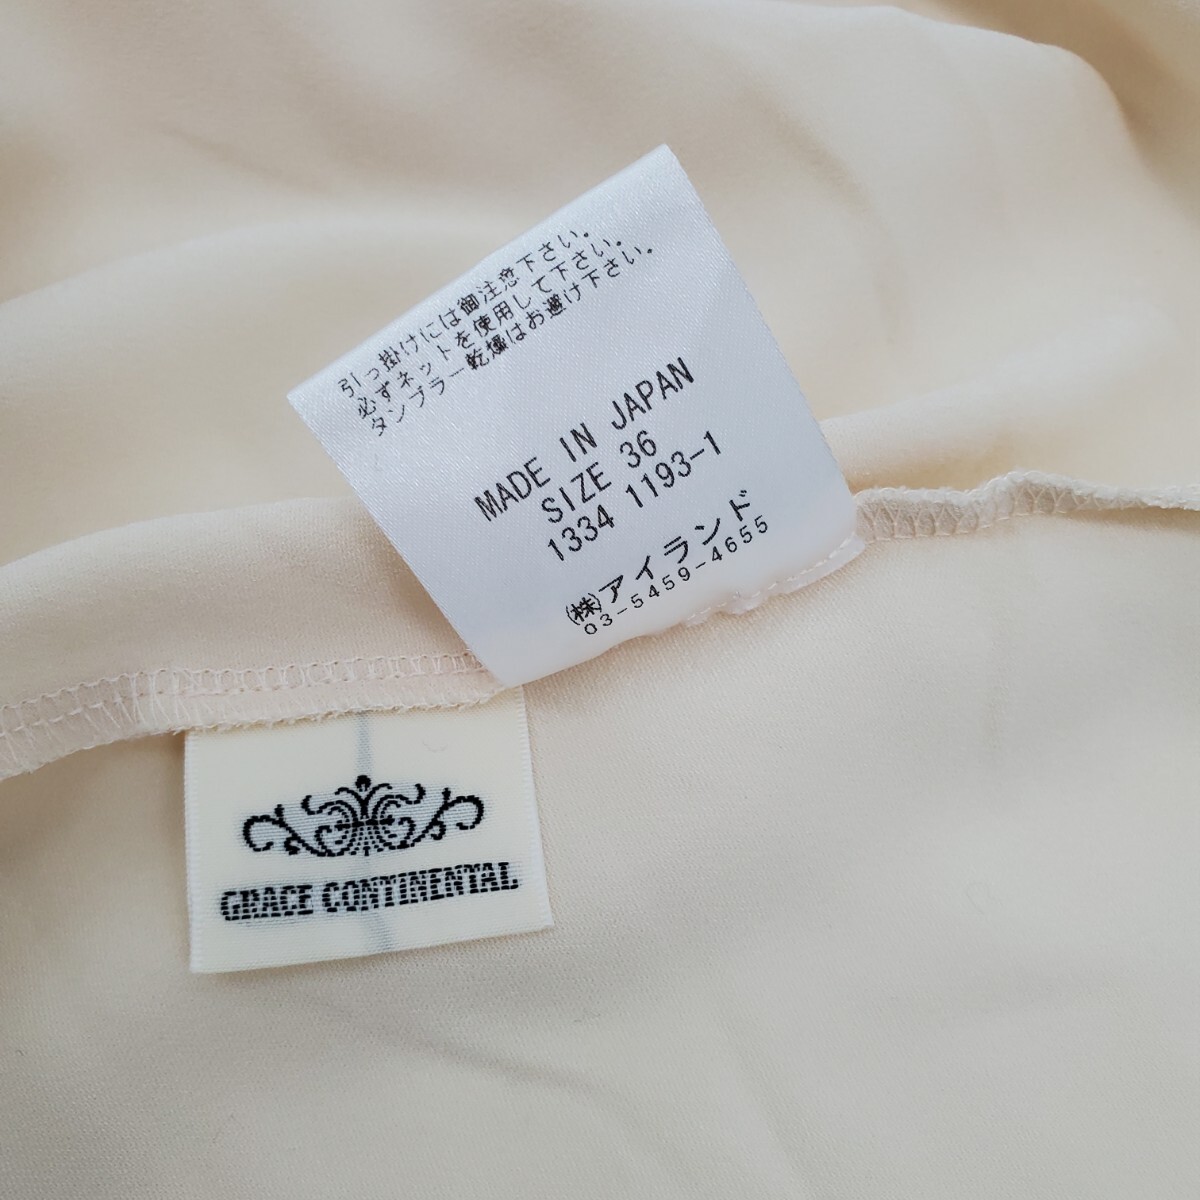 引っ掛けには御注意下さい。
必ずネットを使用して下さい。
タンブラー乾燥はお避け下さい。
MADE IN JAPAN
SIZE 36
1334 1193-1
㈱アイランド
03-5459-4655
GRACE CONTINENTAL